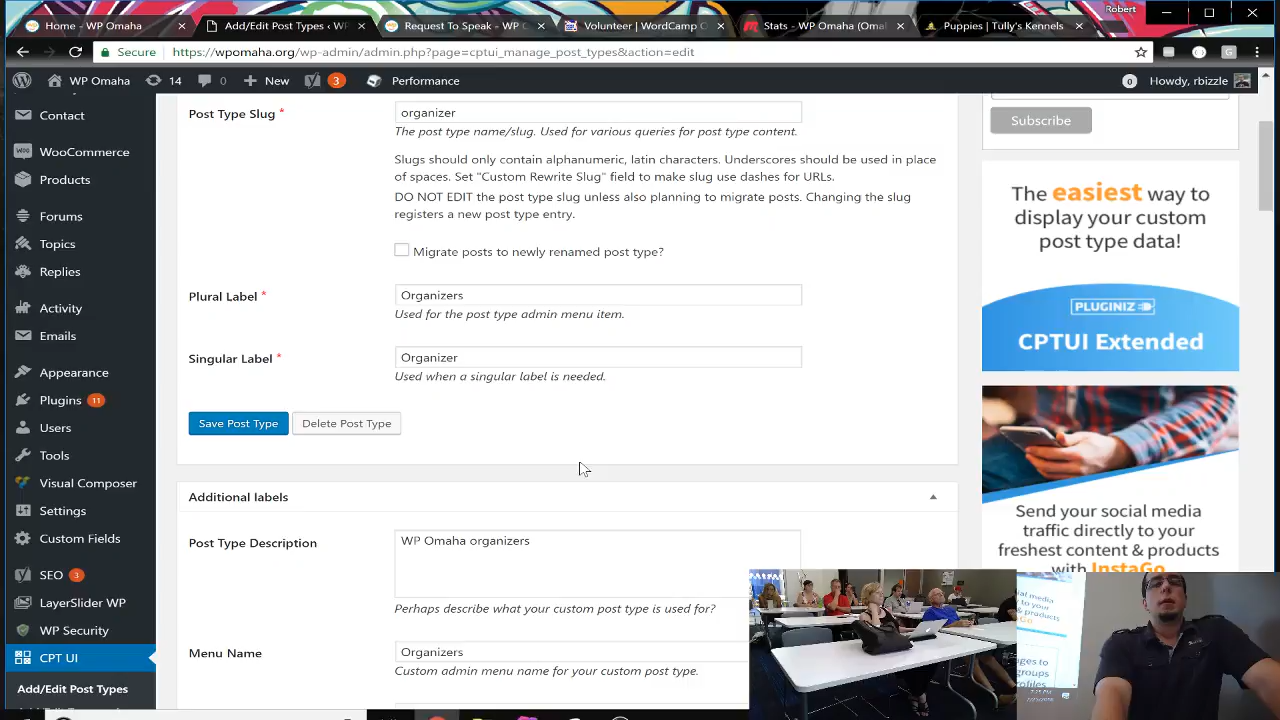 Home - WP Omaha
Add/Edit Post Types ‹ W
Request To Speak - WP C
Volunteer | WordCamp O
Stats - WP Omaha (Omal
Puppies | Tully's Kennels
Robert
Secure
https://wpomaha.org/wp-admin/admin.php?page=cptui_manage_post_types&action=edit
WP Omaha
14
0
New
3
Performance
0
Howdy, rbizzle
Contact
WooCommerce
Products
Forums
Topics
Replies
Activity
Emails
Appearance
Plugins 11
Users
Tools
Visual Composer
Settings
Custom Fields
SEO 3
LayerSlider WP
WP Security
CPT UI
Add/Edit Post Types
Post Type Slug *
organizer
The post type name/slug. Used for various queries for post type content.
Slugs should only contain alphanumeric, latin characters. Underscores should be used in place
of spaces. Set "Custom Rewrite Slug" field to make slug use dashes for URLs.
DO NOT EDIT the post type slug unless also planning to migrate posts. Changing the slug
registers a new post type entry.
Migrate posts to newly renamed post type?
Plural Label *
Organizers
Used for the post type admin menu item.
Singular Label *
Organizer
Used when a singular label is needed.
Save Post Type
Delete Post Type
Additional labels
Post Type Description
WP Omaha organizers
Perhaps describe what your custom post type is used for?
Menu Name
Organizers
Custom admin menu name for your custom post type.
Subscribe
The easiest way to
display your custom
post type data!
PLUGINIZ
CPTUI Extended
Send your social media
traffic directly to your
freshest content & products
with InstaGo